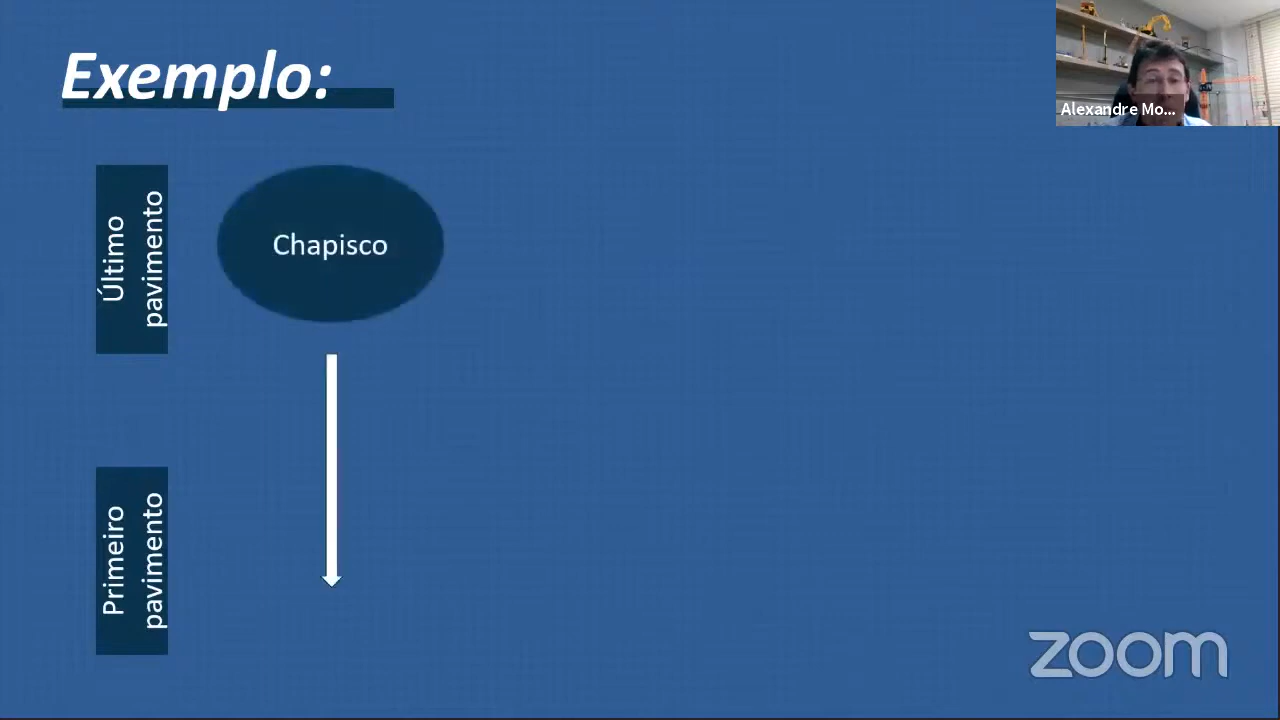 Exemplo:
Alexandre Mo...
Último
pavimento
Chapisco
Primeiro
pavimento
zoom